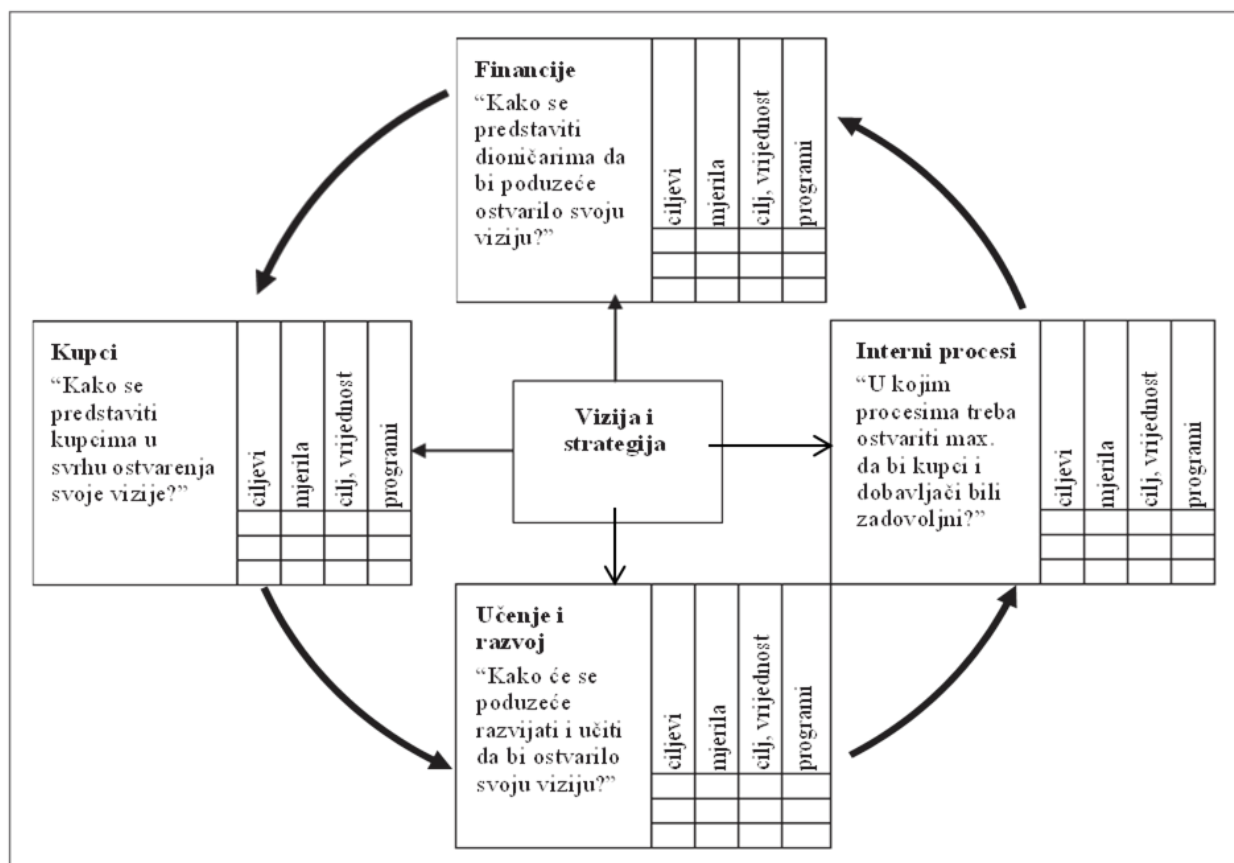 Financije
“Kako se
predstaviti
dioničarima da
bi poduzeće
ostvarilo svoju
viziju?”
ciljevi
mjerila
cilj, vrijednost
programi
Kupci
“Kako se
predstaviti
kupcima u
svrhu ostvarenja
svoje vizije?”
ciljevi
mjerila
cilj, vrijednost
programi
Vizija i
strategija
Interni procesi
“U kojim
procesima treba
ostvariti max.
da bi kupci i
dobavljači bili
zadovoljni?”
ciljevi
mjerila
cilj, vrijednost
programi
Učenje i
razvoj
“Kako će se
poduzeće
razvijati i učiti
da bi ostvarilo
svoju viziju?”
ciljevi
mjerila
cilj, vrijednost
programi